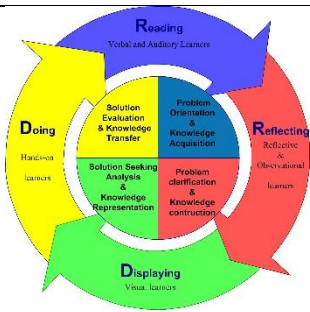 Reading
Verbal and Auditory Learners
Reflecting
Reflective
&
Observational
learners
Displaying
Visual learners
Doing
Hands-on
learners
Solution
Evaluation
& Knowledge
Transfer
Problem
Orientation
&
Knowledge
Acquisition
Solution Seeking
Analysis
&
Knowledge
Representation
Problem
clarification &
Knowledge
contruction